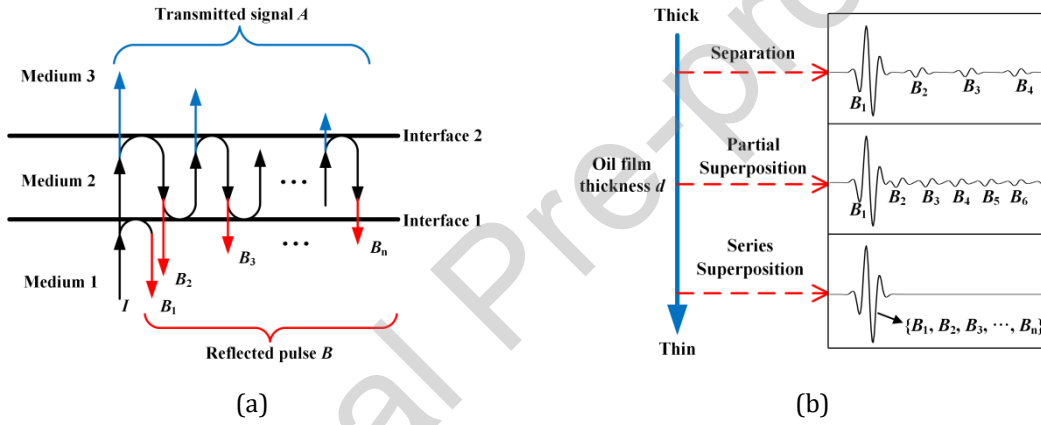 Transmitted signal A
Medium 3
Interface 2
Medium 2
...
Interface 1
...
Medium 1
I
B₁
B₂
B₃
Bₙ
Reflected pulse B
(a)
Thick
Separation
B₁
B₂
B₃
B₄
Oil film
thickness d
Partial
Superposition
B₁
B₂
B₃
B₄
B₅
B₆
Series
Superposition
{B₁, B₂, B₃, ⋯, Bₙ}
Thin
(b)